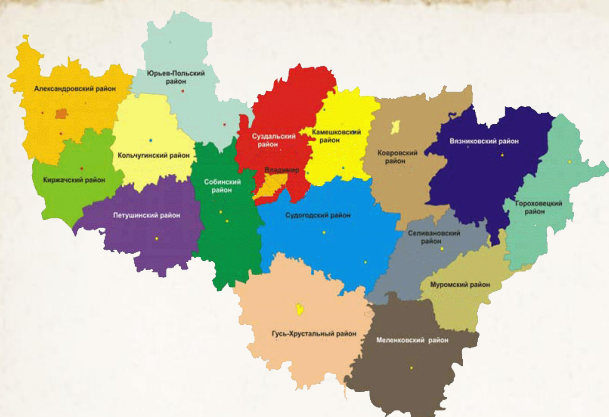 Юрьев-Польский
район
Александровский район
Кольчугинский район
Киржачский район
Суздальский
район
Камешковский
район
Ковровский
район
Вязниковский район
Владимир
Собинский
район
Петушинский район
Судогодский район
Гороховецкий
район
Селивановский
район
Муромский район
Гусь-Хрустальный район
Меленковский район